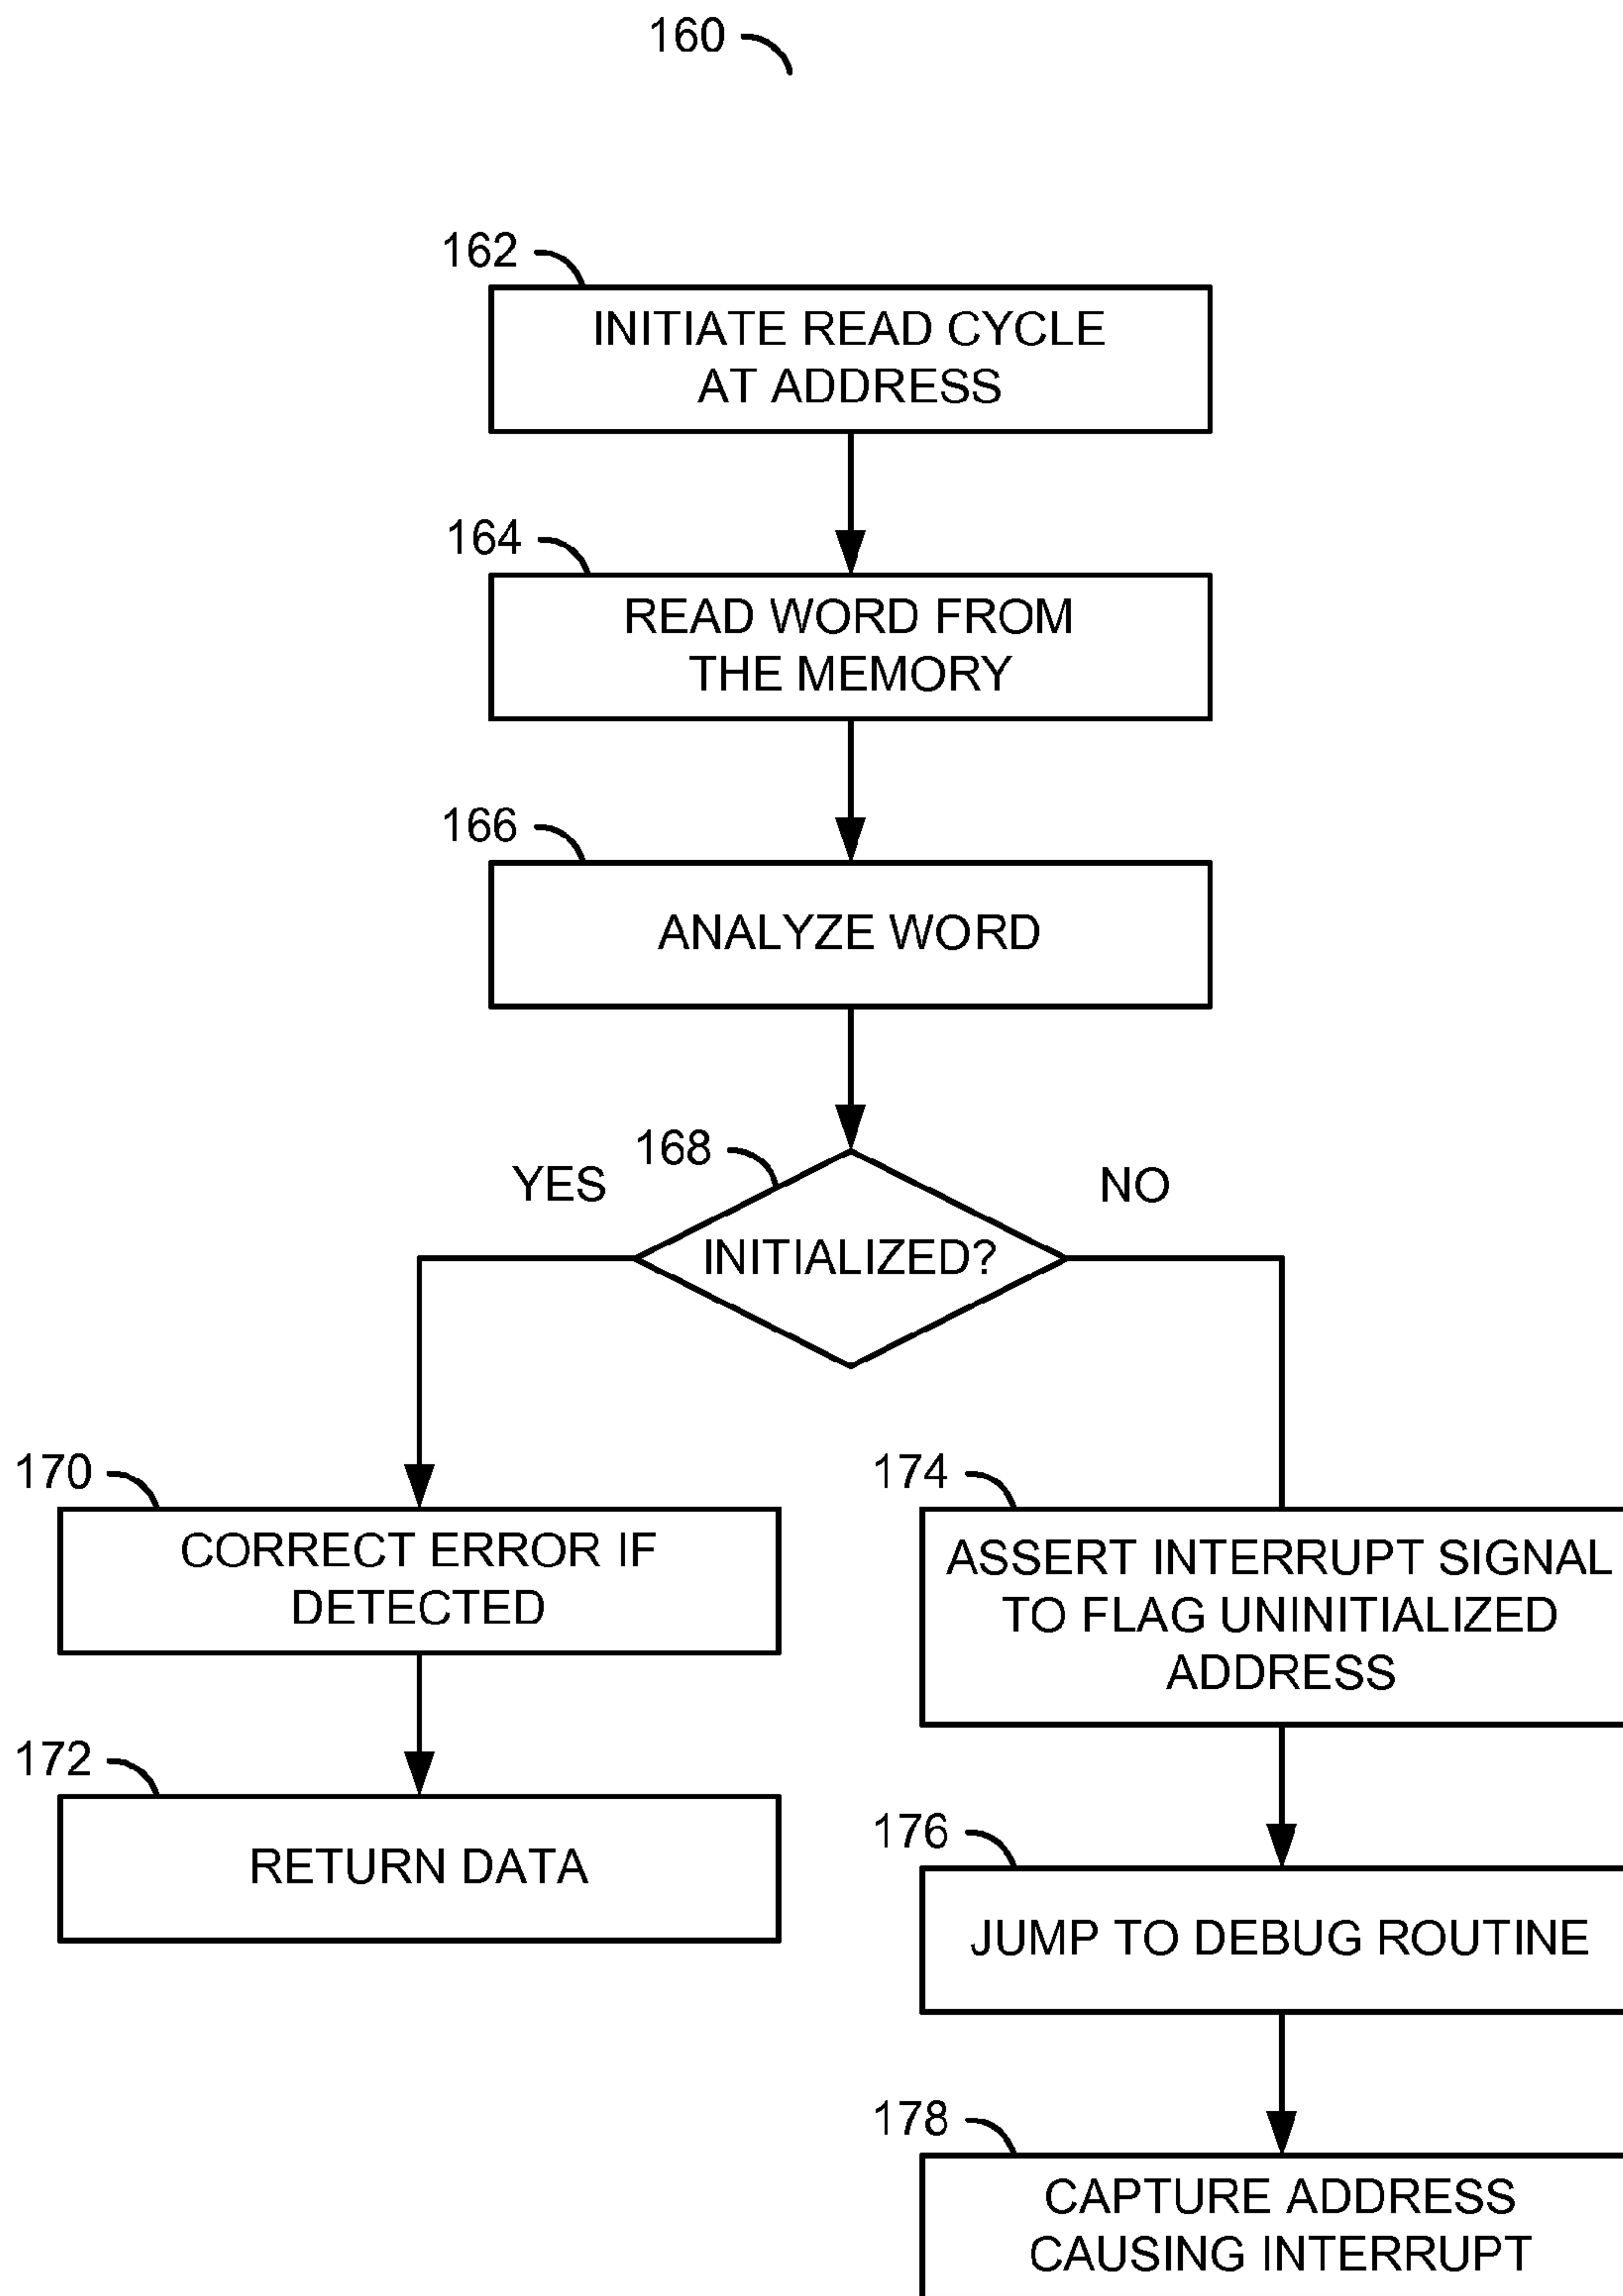 160
162
INITIATE READ CYCLE
AT ADDRESS
164
READ WORD FROM
THE MEMORY
166
ANALYZE WORD
168
YES
NO
INITIALIZED?
170
CORRECT ERROR IF
DETECTED
172
RETURN DATA
174
ASSERT INTERRUPT SIGNAL
TO FLAG UNINITIALIZED
ADDRESS
176
JUMP TO DEBUG ROUTINE
178
CAPTURE ADDRESS
CAUSING INTERRUPT